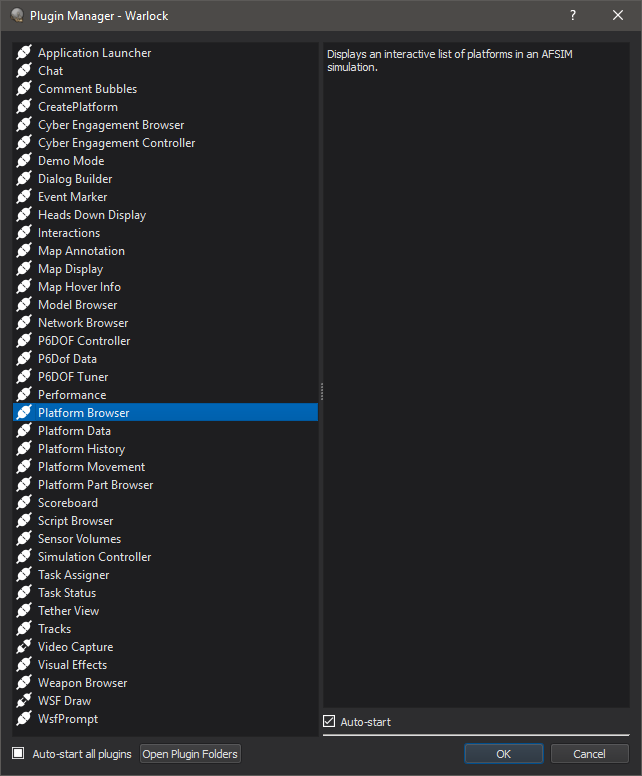 Plugin Manager - Warlock
?
Application Launcher
Chat
Comment Bubbles
CreatePlatform
Cyber Engagement Browser
Cyber Engagement Controller
Demo Mode
Dialog Builder
Event Marker
Heads Down Display
Interactions
Map Annotation
Map Display
Map Hover Info
Model Browser
Network Browser
P6DOF Controller
P6Dof Data
P6DOF Tuner
Performance
Platform Browser
Platform Data
Platform History
Platform Movement
Platform Part Browser
Scoreboard
Script Browser
Sensor Volumes
Simulation Controller
Task Assigner
Task Status
Tether View
Tracks
Video Capture
Visual Effects
Weapon Browser
WSF Draw
WsfPrompt
Displays an interactive list of platforms in an AFSIM
simulation.
Auto-start
Auto-start all plugins
Open Plugin Folders
OK
Cancel